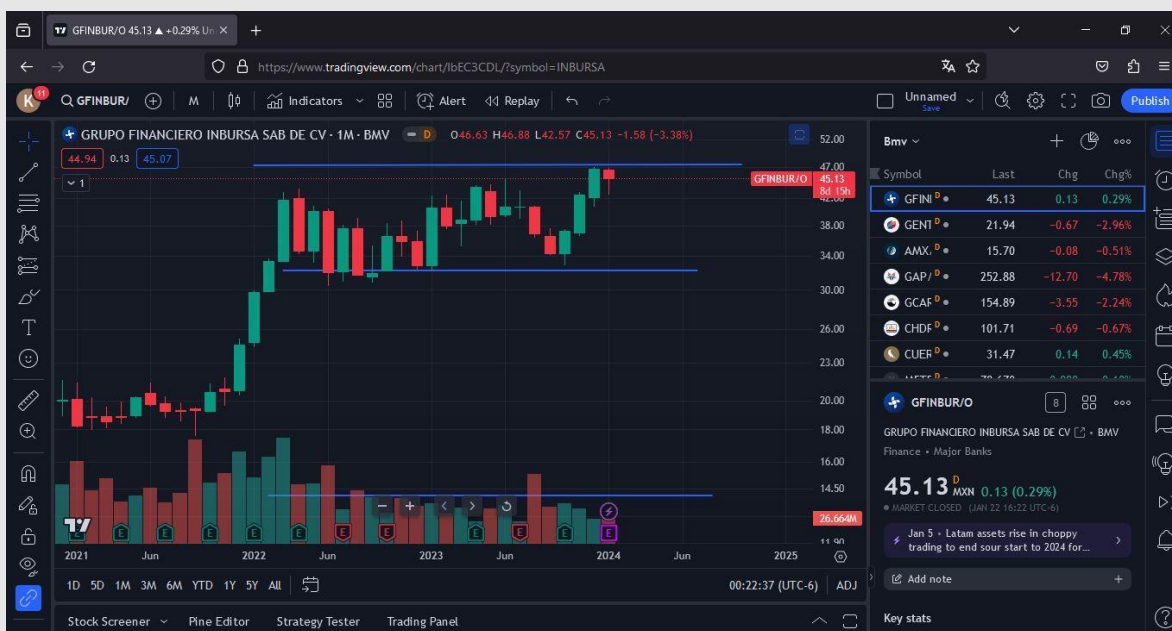 GFINBUR/O 45.13 ▲ +0.29% Un
https://www.tradingview.com/chart/IbEC3CDL/?symbol=INBURSA
K 11 GFINBUR/ M Indicators Alert Replay Unnamed Save Publish
GRUPO FINANCIERO INBURSA SAB DE CV · 1M · BMV D O46.63 H46.88 L42.57 C45.13 -1.58 (-3.38%)
44.94 0.13 45.07
1
52.00
47.00
GFINBUR/O 45.13
8d 15h
42.00
38.00
34.00
30.00
26.00
23.00
20.00
18.00
16.00
14.50
26.664M
11.90
E E E E E E E E E E
2021 Jun 2022 Jun 2023 Jun 2024 Jun 2025
1D 5D 1M 3M 6M YTD 1Y 5Y All 00:22:37 (UTC-6) ADJ
Stock Screener Pine Editor Strategy Tester Trading Panel
Bmv
Symbol Last Chg Chg%
GFINI D 45.13 0.13 0.29%
GENT D 21.94 -0.67 -2.96%
AMX. D 15.70 -0.08 -0.51%
GAP/ D 252.88 -12.70 -4.78%
GCAF D 154.89 -3.55 -2.24%
CHDF D 101.71 -0.69 -0.67%
CUER D 31.47 0.14 0.45%
GFINBUR/O 8
GRUPO FINANCIERO INBURSA SAB DE CV · BMV
Finance · Major Banks
45.13 D MXN 0.13 (0.29%)
MARKET CLOSED (JAN 22 16:22 UTC-6)
Jan 5 · Latam assets rise in choppy
trading to end sour start to 2024 for...
Add note
Key stats